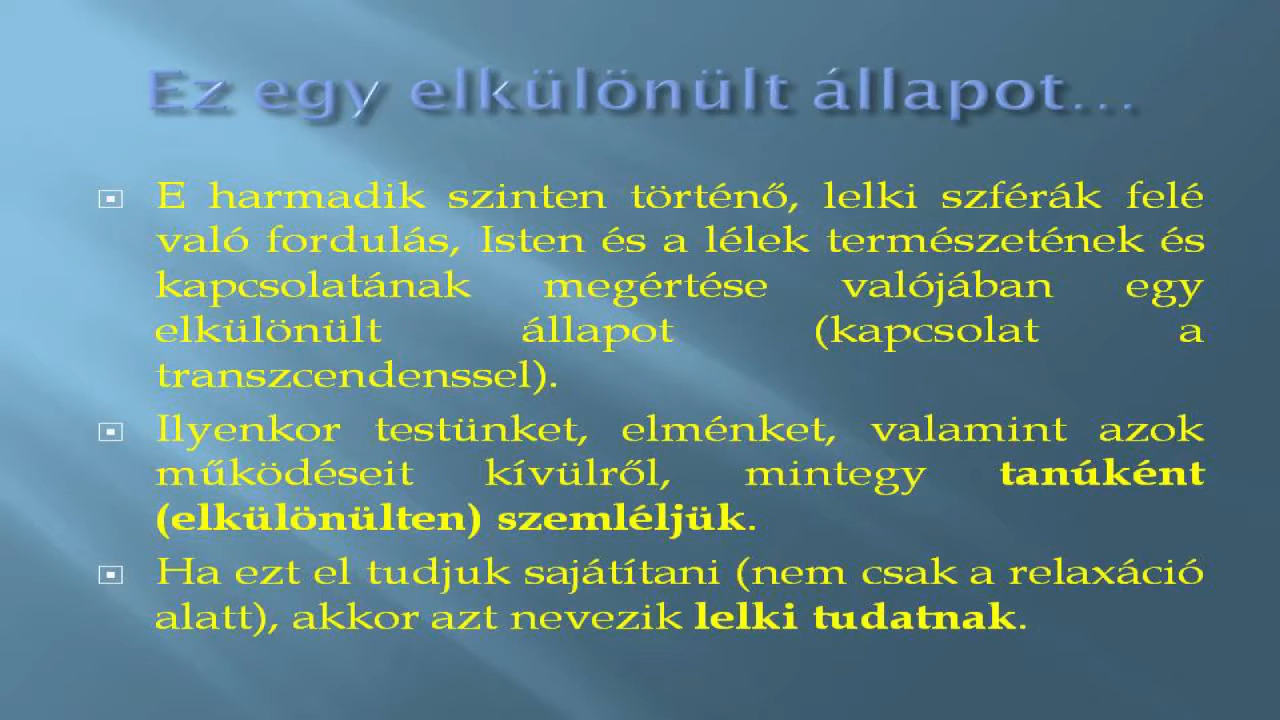 Ez egy elkülönült állapot...
E harmadik szinten történő, lelki szférák felé
való fordulás, Isten és a lélek természetének és
kapcsolatának megértése valójában egy
elkülönült állapot (kapcsolat a
transzcendenssel).
Ilyenkor testünket, elménket, valamint azok
működéseit kívülről, mintegy tanúként
(elkülönülten) szemléljük.
Ha ezt el tudjuk sajátítani (nem csak a relaxáció
alatt), akkor azt nevezik lelki tudatnak.